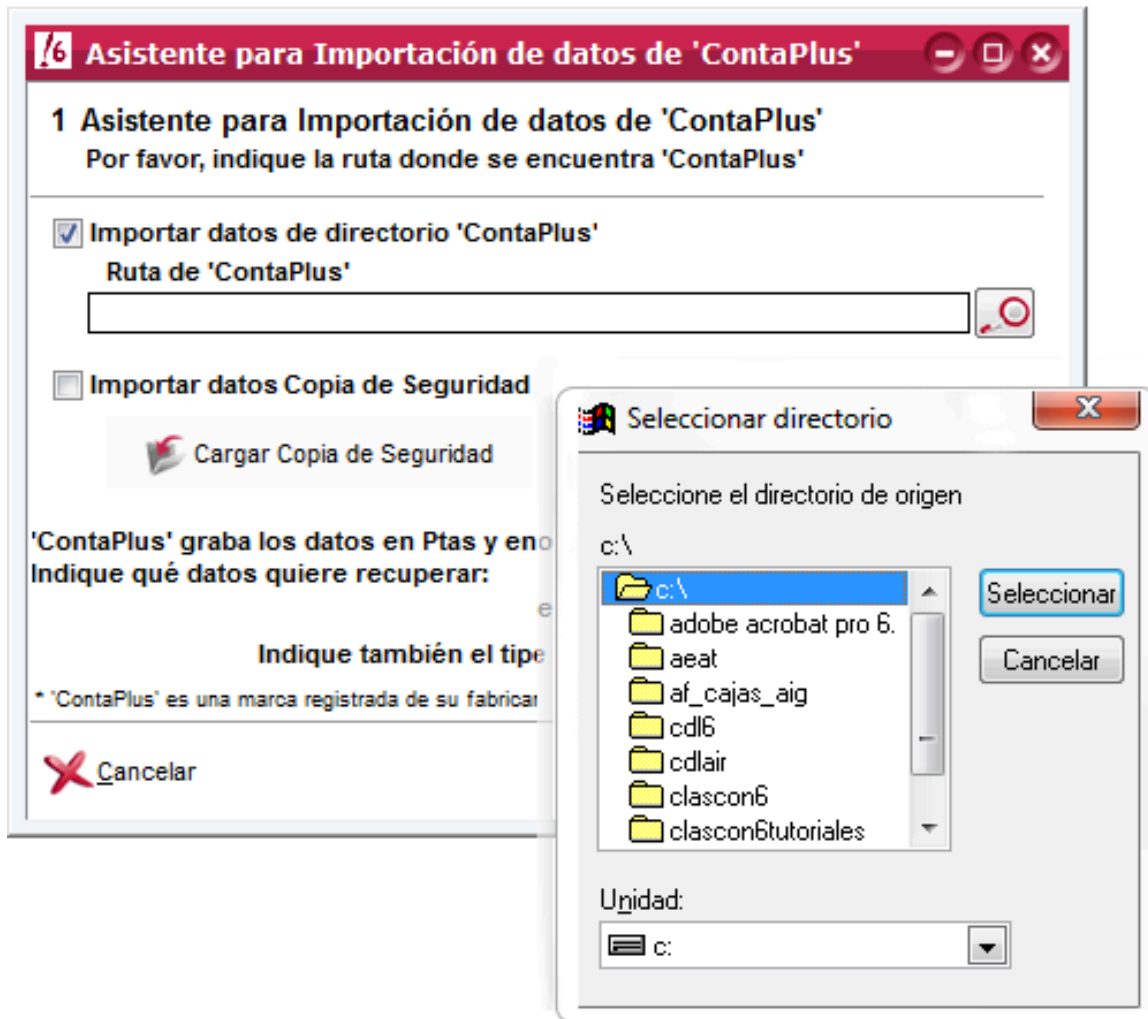 !6 Asistente para Importación de datos de 'ContaPlus'
1 Asistente para Importación de datos de 'ContaPlus'
Por favor, indique la ruta donde se encuentra 'ContaPlus'
Importar datos de directorio 'ContaPlus'
Ruta de 'ContaPlus'
Importar datos Copia de Seguridad
Cargar Copia de Seguridad
'ContaPlus' graba los datos en Ptas y
Indique qué datos quiere recuperar:
Indique también el
* 'ContaPlus' es una marca registrada de su
Cancelar
Seleccionar directorio
Seleccione el directorio de origen
c:\
c:\
adobe acrobat pro 6.
aeat
af_cajas_aig
cdl6
cdlair
clascon6
clascon6tutoriales
Seleccionar
Cancelar
Unidad:
c: